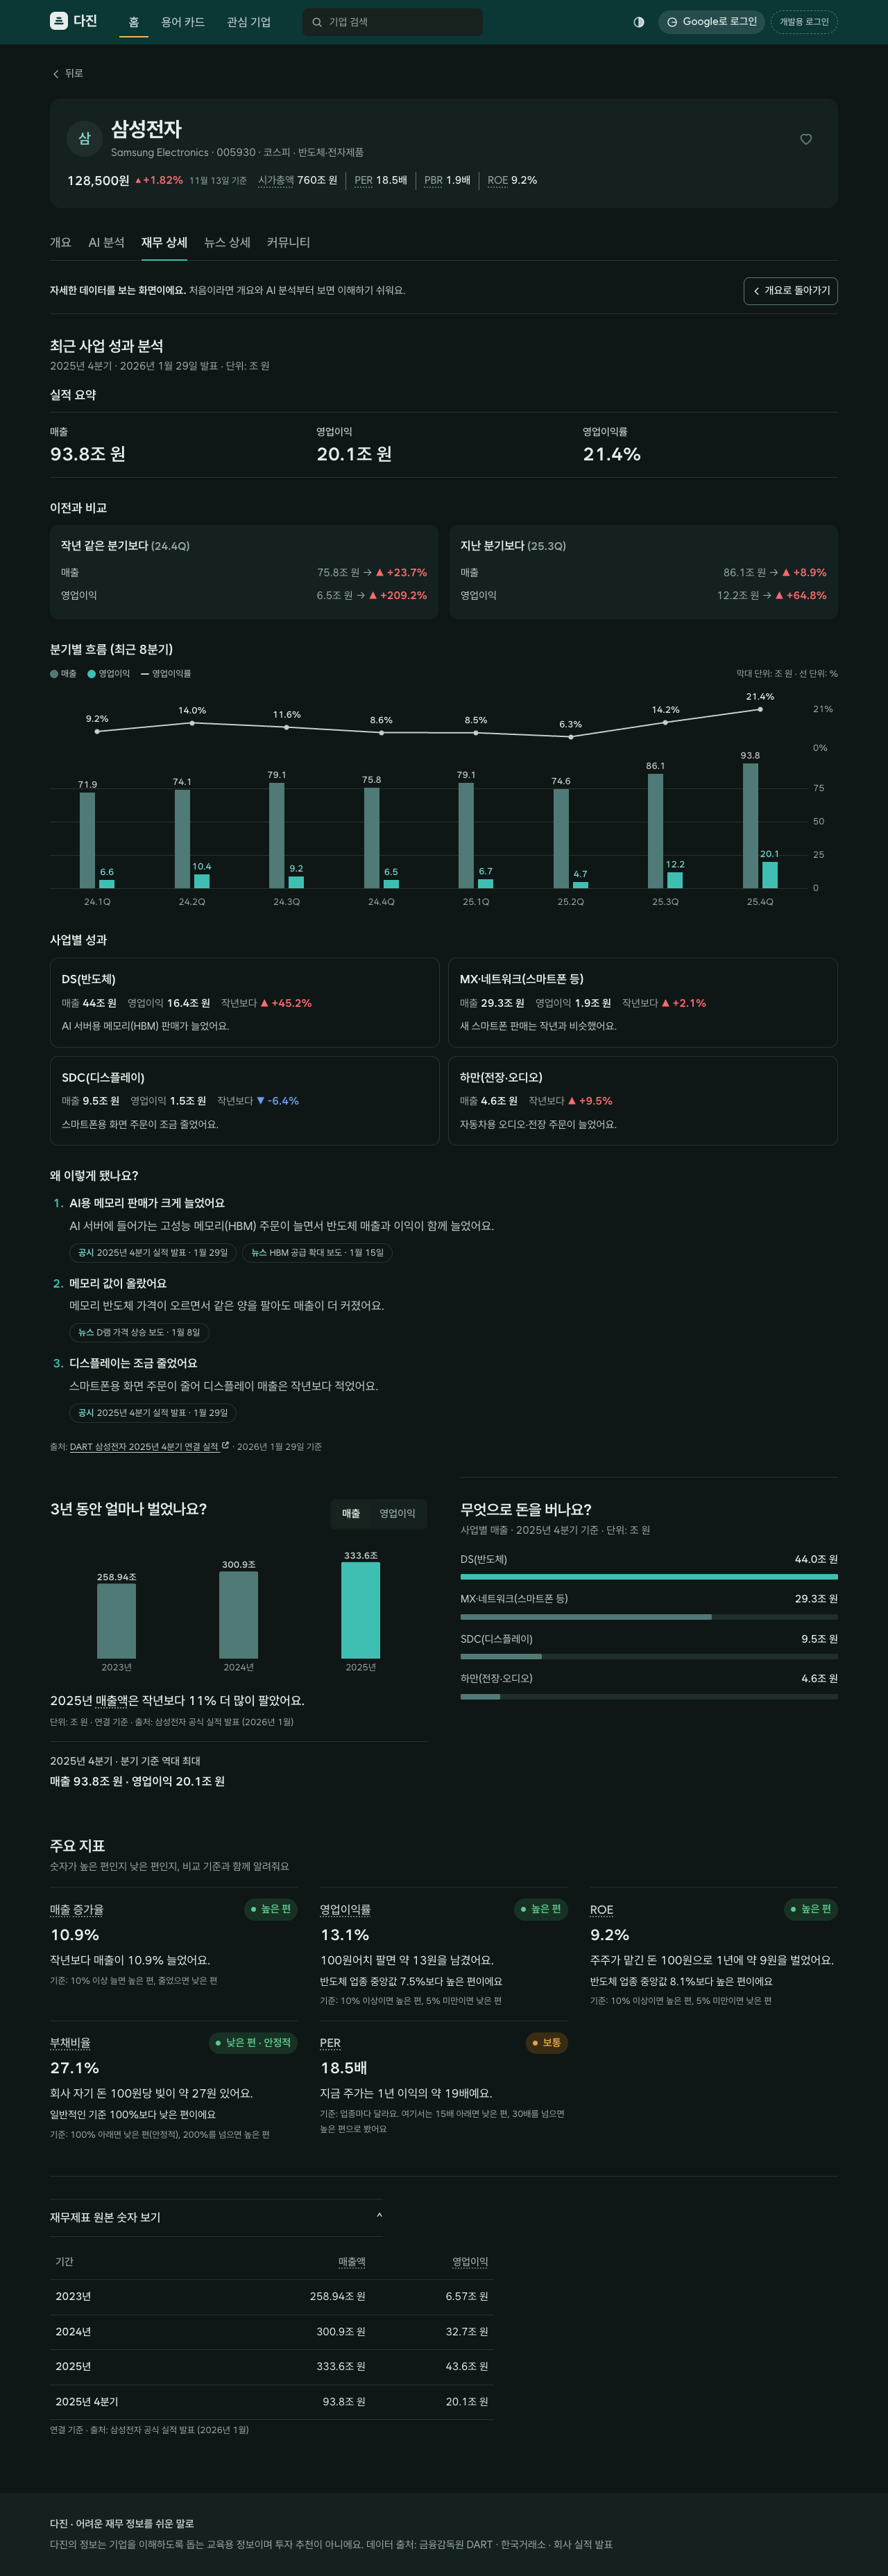 다진 홈 용어 카드 관심 기업 기업 검색 Google로 로그인 개발용 로그인
뒤로
삼
삼성전자
Samsung Electronics · 005930 · 코스피 · 반도체·전자제품
128,500원 ▲+1.82% 11월 13일 기준 시가총액 760조 원 PER 18.5배 PBR 1.9배 ROE 9.2%
개요 AI 분석 재무 상세 뉴스 상세 커뮤니티
자세한 데이터를 보는 화면이에요. 처음이라면 개요와 AI 분석부터 보면 이해하기 쉬워요.
개요로 돌아가기
최근 사업 성과 분석
2025년 4분기 · 2026년 1월 29일 발표 · 단위: 조 원
실적 요약
매출 영업이익 영업이익률
93.8조 원 20.1조 원 21.4%
이전과 비교
작년 같은 분기보다 (24.4Q)
매출 75.8조 원 → ▲ +23.7%
영업이익 6.5조 원 → ▲ +209.2%
지난 분기보다 (25.3Q)
매출 86.1조 원 → ▲ +8.9%
영업이익 12.2조 원 → ▲ +64.8%
분기별 흐름 (최근 8분기)
매출 영업이익 영업이익률 막대 단위: 조 원 · 선 단위: %
9.2% 14.0% 11.6% 8.6% 8.5% 6.3% 14.2% 21.4%
21%
0%
71.9 74.1 79.1 75.8 79.1 74.6 86.1 93.8
75
50
25
6.6 10.4 9.2 6.5 6.7 4.7 12.2 20.1
0
24.1Q 24.2Q 24.3Q 24.4Q 25.1Q 25.2Q 25.3Q 25.4Q
사업별 성과
DS(반도체)
매출 44조 원 영업이익 16.4조 원 작년보다 ▲ +45.2%
AI 서버용 메모리(HBM) 판매가 늘었어요.
MX·네트워크(스마트폰 등)
매출 29.3조 원 영업이익 1.9조 원 작년보다 ▲ +2.1%
새 스마트폰 판매는 작년과 비슷했어요.
SDC(디스플레이)
매출 9.5조 원 영업이익 1.5조 원 작년보다 ▼ -6.4%
스마트폰용 화면 주문이 조금 줄었어요.
하만(전장·오디오)
매출 4.6조 원 작년보다 ▲ +9.5%
자동차용 오디오·전장 주문이 늘었어요.
왜 이렇게 됐나요?
1. AI용 메모리 판매가 크게 늘었어요
AI 서버에 들어가는 고성능 메모리(HBM) 주문이 늘면서 반도체 매출과 이익이 함께 늘었어요.
공시 2025년 4분기 실적 발표 · 1월 29일 뉴스 HBM 공급 확대 보도 · 1월 15일
2. 메모리 값이 올랐어요
메모리 반도체 가격이 오르면서 같은 양을 팔아도 매출이 더 커졌어요.
뉴스 D램 가격 상승 보도 · 1월 8일
3. 디스플레이는 조금 줄었어요
스마트폰용 화면 주문이 줄어 디스플레이 매출은 작년보다 적었어요.
공시 2025년 4분기 실적 발표 · 1월 29일
출처: DART 삼성전자 2025년 4분기 연결 실적 · 2026년 1월 29일 기준
3년 동안 얼마나 벌었나요? 매출 영업이익
258.94조 300.9조 333.6조
2023년 2024년 2025년
2025년 매출액은 작년보다 11% 더 많이 팔았어요.
단위: 조 원 · 연결 기준 · 출처: 삼성전자 공식 실적 발표 (2026년 1월)
2025년 4분기 · 분기 기준 역대 최대
매출 93.8조 원 · 영업이익 20.1조 원
무엇으로 돈을 버나요?
사업별 매출 · 2025년 4분기 기준 · 단위: 조 원
DS(반도체) 44.0조 원
MX·네트워크(스마트폰 등) 29.3조 원
SDC(디스플레이) 9.5조 원
하만(전장·오디오) 4.6조 원
주요 지표
숫자가 높은 편인지 낮은 편인지, 비교 기준과 함께 알려줘요
매출 증가율 높은 편
10.9%
작년보다 매출이 10.9% 늘었어요.
기준: 10% 이상 늘면 높은 편, 줄었으면 낮은 편
영업이익률 높은 편
13.1%
100원어치 팔면 약 13원을 남겼어요.
반도체 업종 중앙값 7.5%보다 높은 편이에요
기준: 10% 이상이면 높은 편, 5% 미만이면 낮은 편
ROE 높은 편
9.2%
주주가 맡긴 돈 100원으로 1년에 약 9원을 벌었어요.
반도체 업종 중앙값 8.1%보다 높은 편이에요
기준: 10% 이상이면 높은 편, 5% 미만이면 낮은 편
부채비율 낮은 편 · 안정적
27.1%
회사 자기 돈 100원당 빚이 약 27원 있어요.
일반적인 기준 100%보다 낮은 편이에요
기준: 100% 아래면 낮은 편(안정적), 200%를 넘으면 높은 편
PER 보통
18.5배
지금 주가는 1년 이익의 약 19배예요.
기준: 업종마다 달라요. 여기서는 15배 아래면 낮은 편, 30배를 넘으면
높은 편으로 봤어요
재무제표 원본 숫자 보기
기간 매출액 영업이익
2023년 258.94조 원 6.57조 원
2024년 300.9조 원 32.7조 원
2025년 333.6조 원 43.6조 원
2025년 4분기 93.8조 원 20.1조 원
연결 기준 · 출처: 삼성전자 공식 실적 발표 (2026년 1월)
다진 · 어려운 재무 정보를 쉬운 말로
다진의 정보는 기업을 이해하도록 돕는 교육용 정보이며 투자 추천이 아니에요. 데이터 출처: 금융감독원 DART · 한국거래소 · 회사 실적 발표